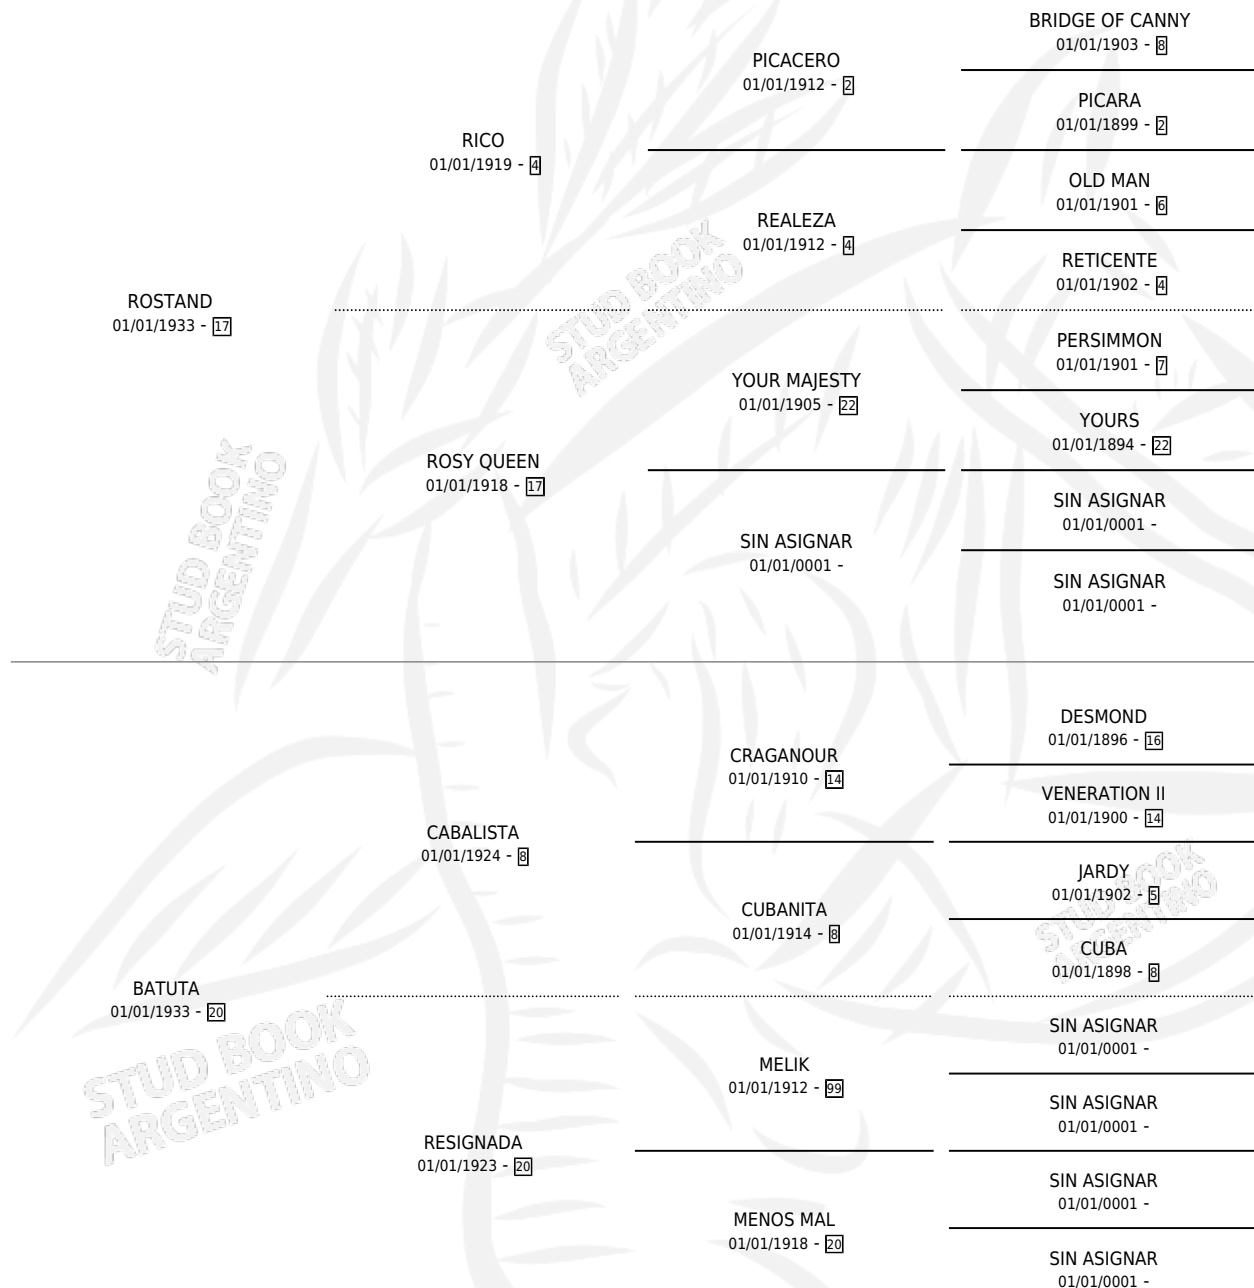 BRIDGE OF CANNY
01/01/1903 - 8
PICACERO
01/01/1912 - 2
PICARA
01/01/1899 - 2
RICO
01/01/1919 - 4
OLD MAN
01/01/1901 - 6
REALEZA
01/01/1912 - 4
RETICENTE
01/01/1902 - 4
ROSTAND
01/01/1933 - 17
STUD BOOK
ARGENTINO
PERSIMMON
01/01/1901 - 7
YOUR MAJESTY
01/01/1905 - 22
YOURS
01/01/1894 - 22
ROSY QUEEN
01/01/1918 - 17
SIN ASIGNAR
01/01/0001 -
SIN ASIGNAR
01/01/0001 -
SIN ASIGNAR
01/01/0001 -
STUD BOOK
ARGENTINO
DESMOND
01/01/1896 - 16
CRAGANOUR
01/01/1910 - 14
VENERATION II
01/01/1900 - 14
CABALISTA
01/01/1924 - 8
JARDY
01/01/1902 - 5
CUBANITA
01/01/1914 - 8
STUD BOOK
ARGENTINO
CUBA
01/01/1898 - 8
BATUTA
01/01/1933 - 20
STUD BOOK
ARGENTINO
SIN ASIGNAR
01/01/0001 -
MELIK
01/01/1912 - 99
SIN ASIGNAR
01/01/0001 -
RESIGNADA
01/01/1923 - 20
SIN ASIGNAR
01/01/0001 -
MENOS MAL
01/01/1918 - 20
SIN ASIGNAR
01/01/0001 -